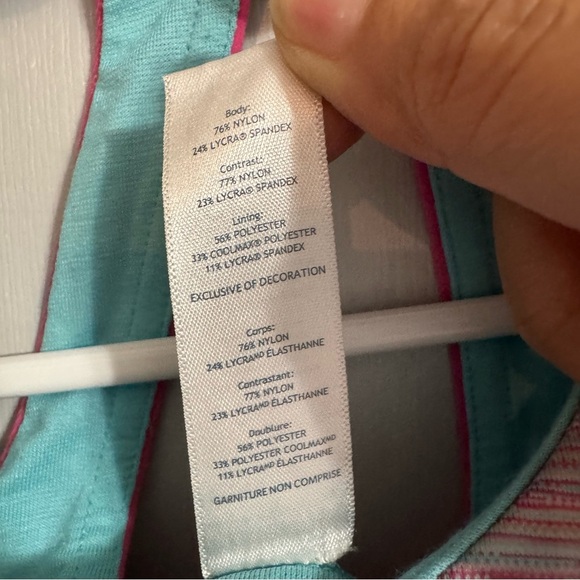 Body:
76% NYLON
24% LYCRA® SPANDEX
Contrast:
77% NYLON
23% LYCRA® SPANDEX
Lining:
56% POLYESTER
33% COOLMAX® POLYESTER
11% LYCRA® SPANDEX
EXCLUSIVE OF DECORATION
Corps:
76% NYLON
24% LYCRAᴹᴰ ÉLASTHANNE
Contrastant:
77% NYLON
23% LYCRAᴹᴰ ÉLASTHANNE
Doublure:
56% POLYESTER
33% POLYESTER COOLMAXᴹᴰ
11% LYCRAᴹᴰ ÉLASTHANNE
GARNITURE NON COMPRISE